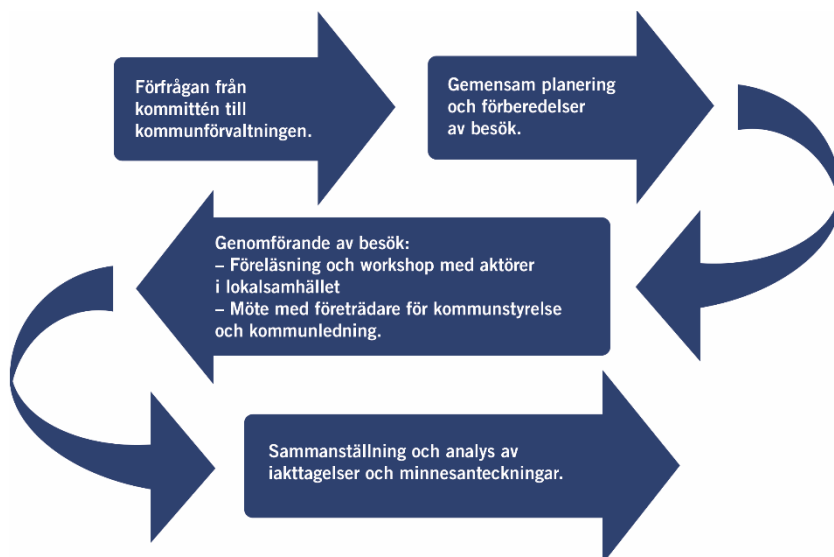 Förfrågan från
kommittén till
kommunförvaltningen.
Gemensam planering
och förberedelser
av besök.
Genomförande av besök:
– Föreläsning och workshop med aktörer
i lokalsamhället
– Möte med företrädare för kommunstyrelse
och kommunledning.
Sammanställning och analys av
iakttagelser och minnesanteckningar.